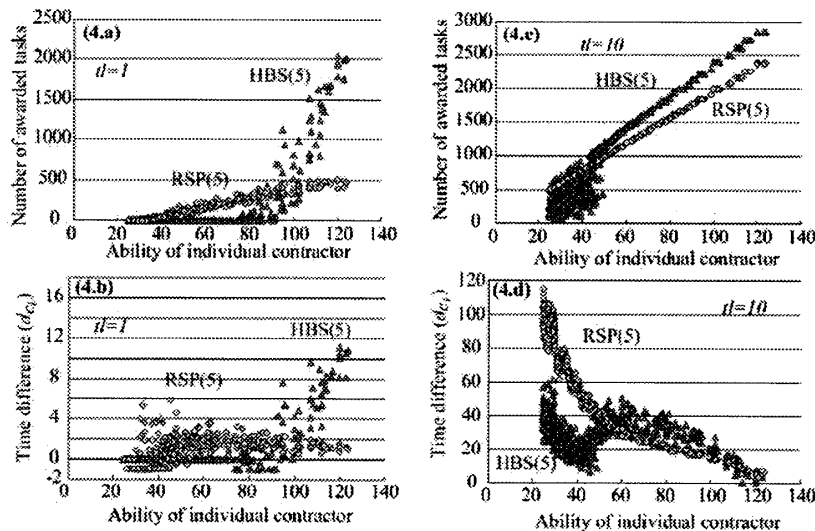 (4.a)
tl=1
HBS(5)
RSP(5)
Number of awarded tasks
2500
2000
1500
1000
500
0
0 20 40 60 80 100 120 140
Ability of individual contractor
(4.c)
tl=10
HBS(5)
RSP(5)
Number of awarded tasks
3000
2500
2000
1500
1000
500
0
0 20 40 60 80 100 120 140
Ability of individual contractor
(4.b)
tl=1
HBS(5)
RSP(5)
Time difference
16
12
8
4
0
-2
0 20 40 60 80 100 120 140
Ability of individual contractor
(4.d)
tl=10
RSP(5)
HBS(5)
Time difference
120
100
80
60
40
20
0
0 20 40 60 80 100 120 140
Ability of individual contractor